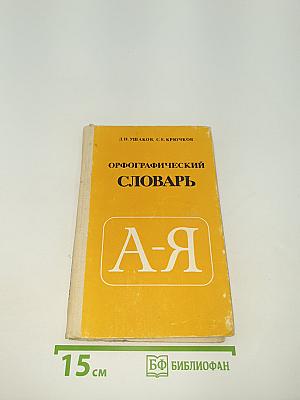 Д.Н.УШАКОВ, С.Е.КРЮЧКОВ
ОРФОГРАФИЧЕСКИЙ
СЛОВАРЬ
А-Я
15 см
БФ БИБЛИОФАН